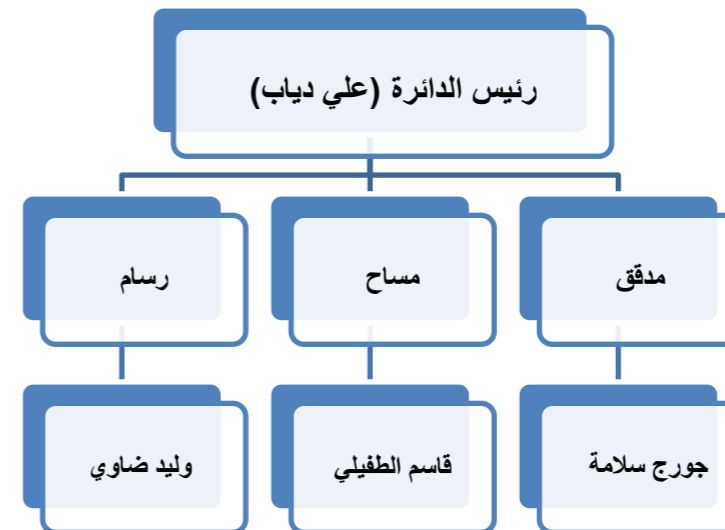 رئيس الدائرة (علي دياب)
مدقق
مساح
رسام
جورج سلامة
قاسم الطفيلي
وليد ضاوي